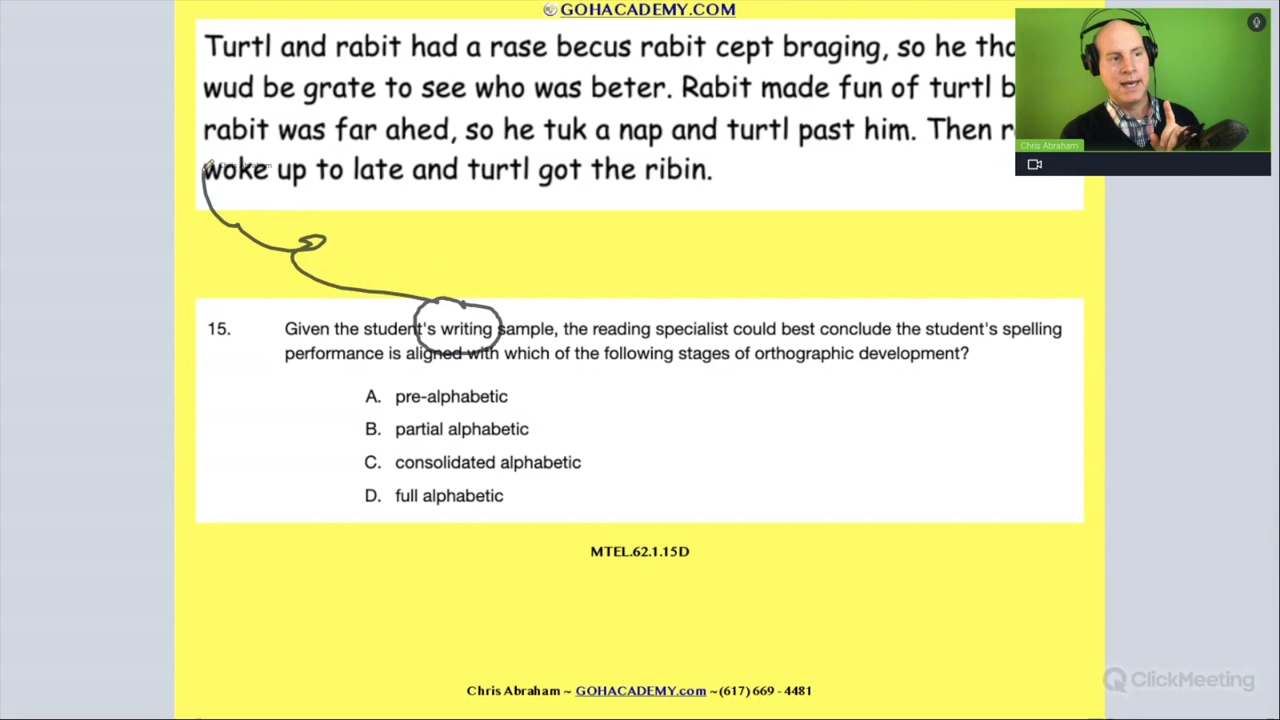 GOHACADEMY.COM
Turtl and rabit had a rase becus rabit cept braging, so he
wud be grate to see who was beter. Rabit made fun of turtl
rabit was far ahed, so he tuk a nap and turtl past him. Then
woke up to late and turtl got the ribin.
Chris Abraham
Chris Abraham
15. Given the student's writing sample, the reading specialist could best conclude the student's spelling
performance is aligned with which of the following stages of orthographic development?
A. pre-alphabetic
B. partial alphabetic
C. consolidated alphabetic
D. full alphabetic
MTEL.62.1.15D
Chris Abraham ~ GOHACADEMY.com ~(617) 669 - 4481
ClickMeeting